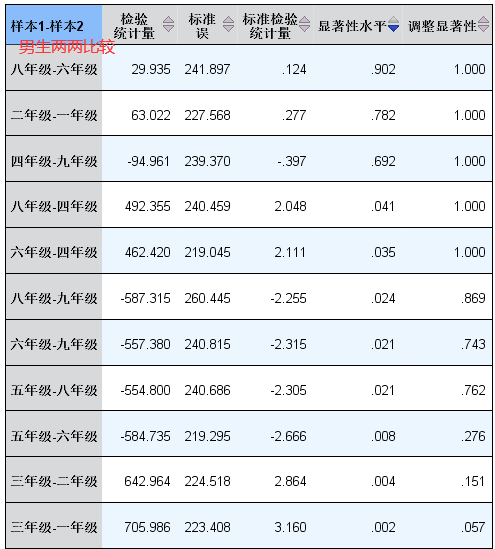 样本1-样本2 检验统计量 标准误 标准检验统计量 显著性水平 调整显著性
男生两两比较
八年级-六年级 29.935 241.897 .124 .902 1.000
二年级-一年级 63.022 227.568 .277 .782 1.000
四年级-九年级 -94.961 239.370 -.397 .692 1.000
八年级-四年级 492.355 240.459 2.048 .041 1.000
六年级-四年级 462.420 219.045 2.111 .035 1.000
八年级-九年级 -587.315 260.445 -2.255 .024 .869
六年级-九年级 -557.380 240.815 -2.315 .021 .743
五年级-八年级 -554.800 240.686 -2.305 .021 .762
五年级-六年级 -584.735 219.295 -2.666 .008 .276
三年级-二年级 642.964 224.518 2.864 .004 .151
三年级-一年级 705.986 223.408 3.160 .002 .057